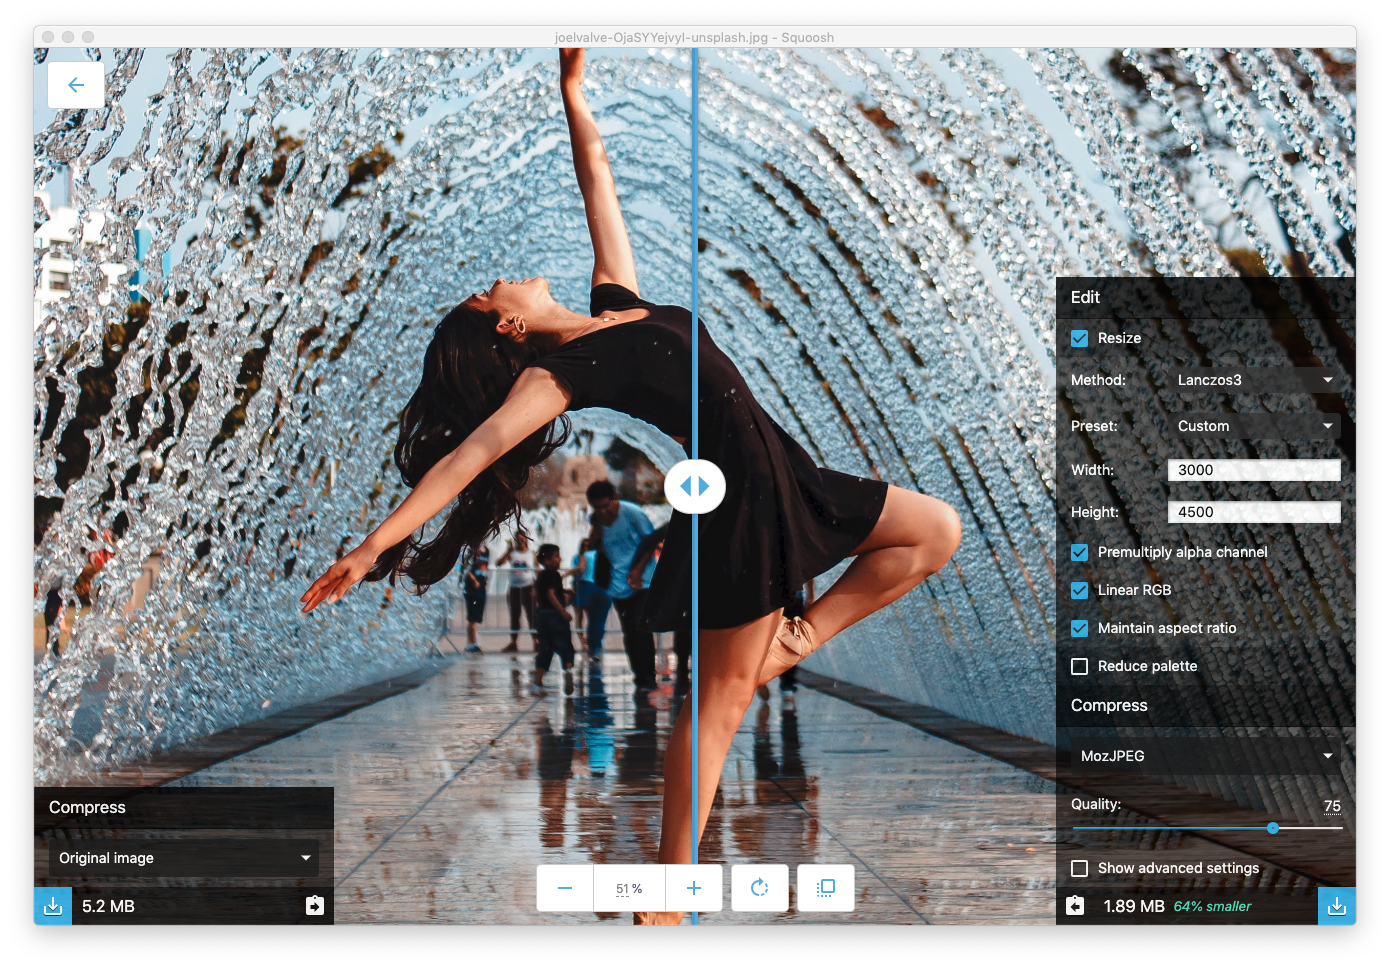 joelvalve-OjaSYYejvyI-unsplash.jpg - Squoosh
Edit
Resize
Method: Lanczos3
Preset: Custom
Width: 3000
Height: 4500
Premultiply alpha channel
Linear RGB
Maintain aspect ratio
Reduce palette
Compress
MozJPEG
Quality: 75
Show advanced settings
1.89 MB 64% smaller
Compress
Original image
5.2 MB
51 %